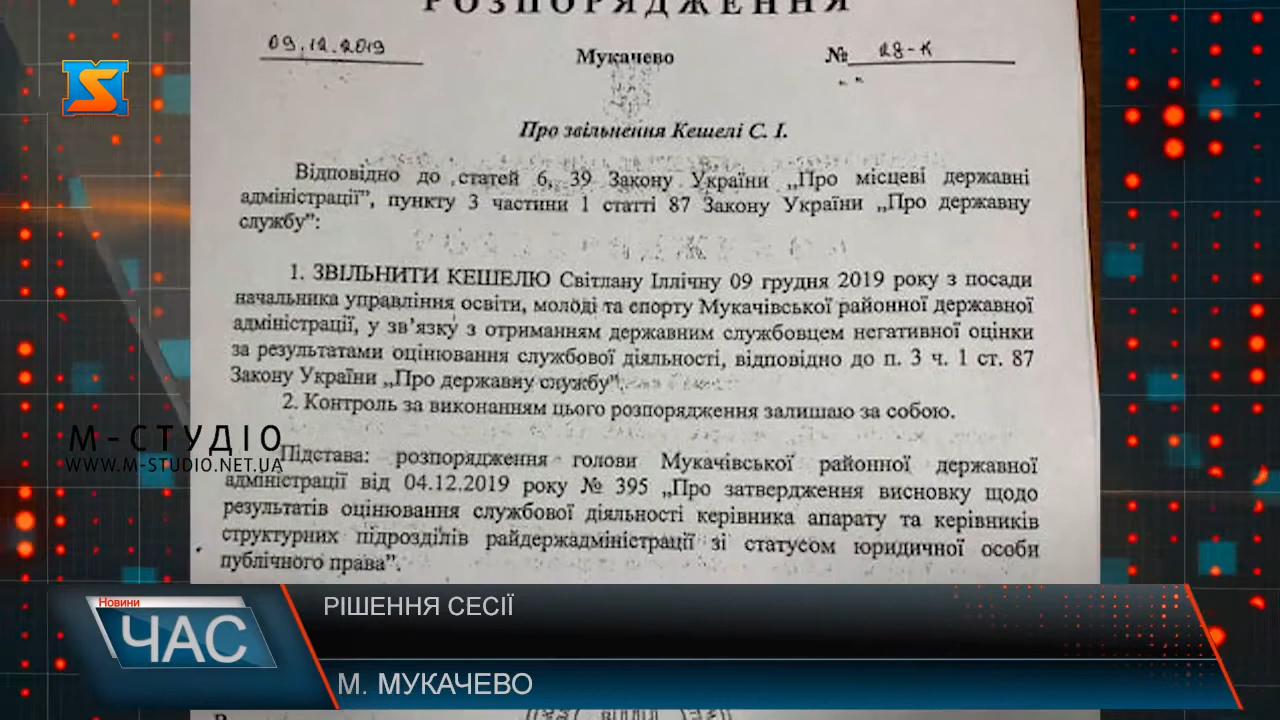 РОЗПОРЯДЖЕННЯ
09.12.2019 Мукачево № 28-к
Про звільнення Кешелі С. І.
Відповідно до статей 6, 39 Закону України „Про місцеві державні
адміністрації”, пункту 3 частини 1 статті 87 Закону України „Про державну
службу”:
1. ЗВІЛЬНИТИ КЕШЕЛЮ Світлану Іллічну 09 грудня 2019 року з посади
начальника управління освіти, молоді та спорту Мукачівської районної державної
адміністрації, у зв’язку з отриманням державним службовцем негативної оцінки
за результатами оцінювання службової діяльності, відповідно до п. 3 ч. 1 ст. 87
Закону України „Про державну службу”.
2. Контроль за виконанням цього розпорядження залишаю за собою.
М-СТУДІО
WWW.M-STUDIO.NET.UA
Підстава: розпорядження голови Мукачівської районної державної
адміністрації від 04.12.2019 року № 395 „Про затвердження висновку щодо
результатів оцінювання службової діяльності керівника апарату та керівників
структурних підрозділів райдержадміністрації зі статусом юридичної особи
публічного права”.
Новини
ЧАС
РІШЕННЯ СЕСІЇ
М. МУКАЧЕВО